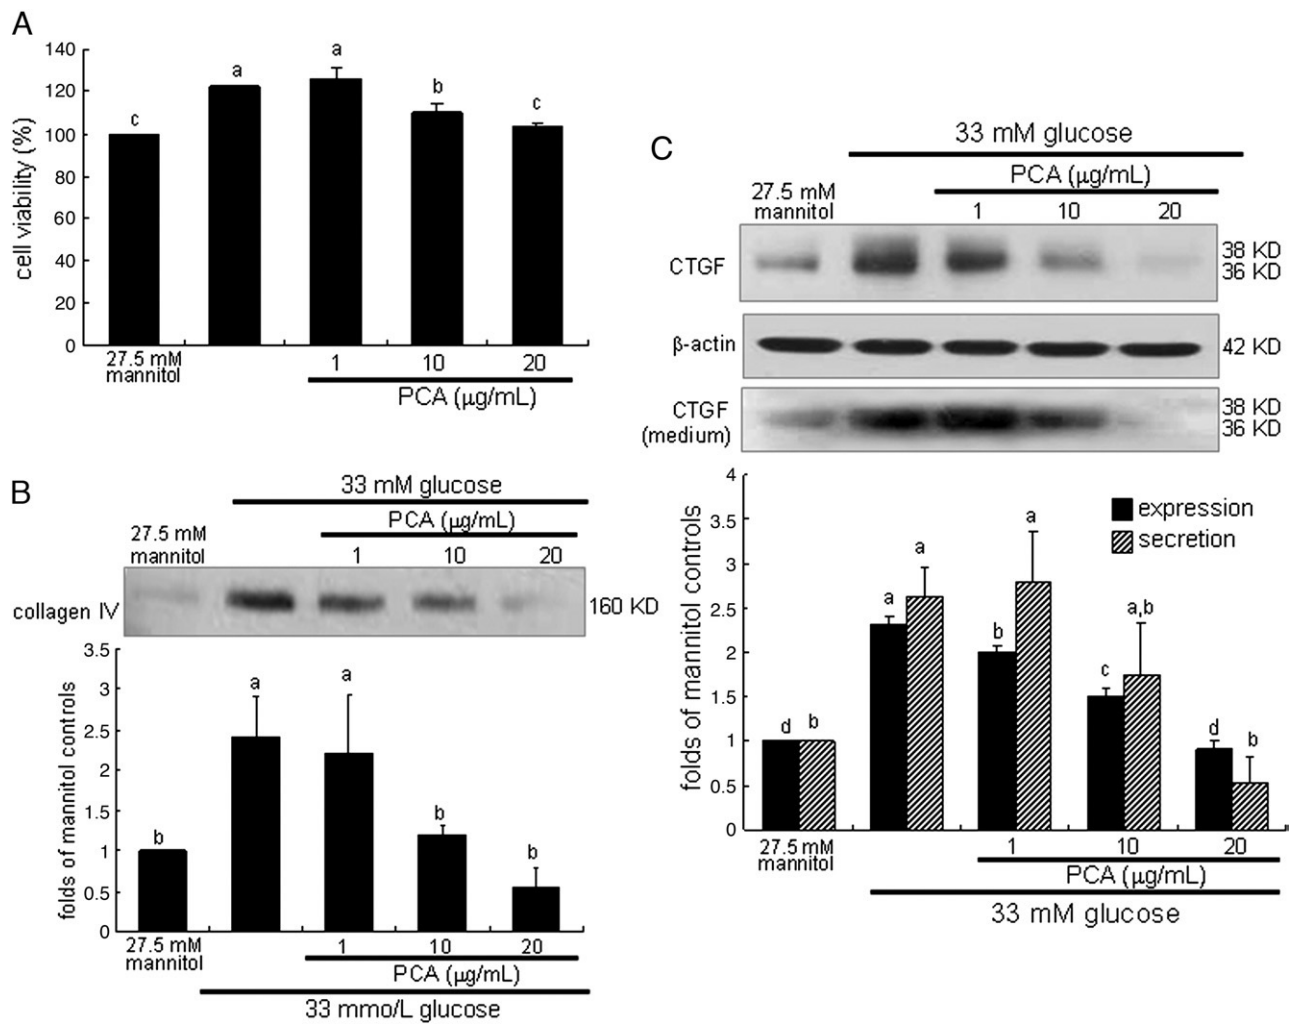 A
140
120
100
80
60
40
20
0
cell viability (%)
c
a
a
b
c
27.5 mM
mannitol
1
10
20
PCA (μg/mL)
B
33 mM glucose
PCA (μg/mL)
27.5 mM
mannitol
1
10
20
collagen IV
160 KD
3.5
3
2.5
2
1.5
1
0.5
0
folds of mannitol controls
b
a
a
b
b
27.5 mM
mannitol
1
10
20
PCA (μg/mL)
33 mmo/L glucose
C
33 mM glucose
PCA (μg/mL)
27.5 mM
mannitol
1
10
20
CTGF
38 KD
36 KD
β-actin
42 KD
CTGF
(medium)
38 KD
36 KD
4
3.5
3
2.5
2
1.5
1
0.5
0
folds of mannitol controls
expression
secretion
d
b
a
a
b
a
c
a,b
d
b
27.5 mM
mannitol
1
10
20
PCA (μg/mL)
33 mM glucose